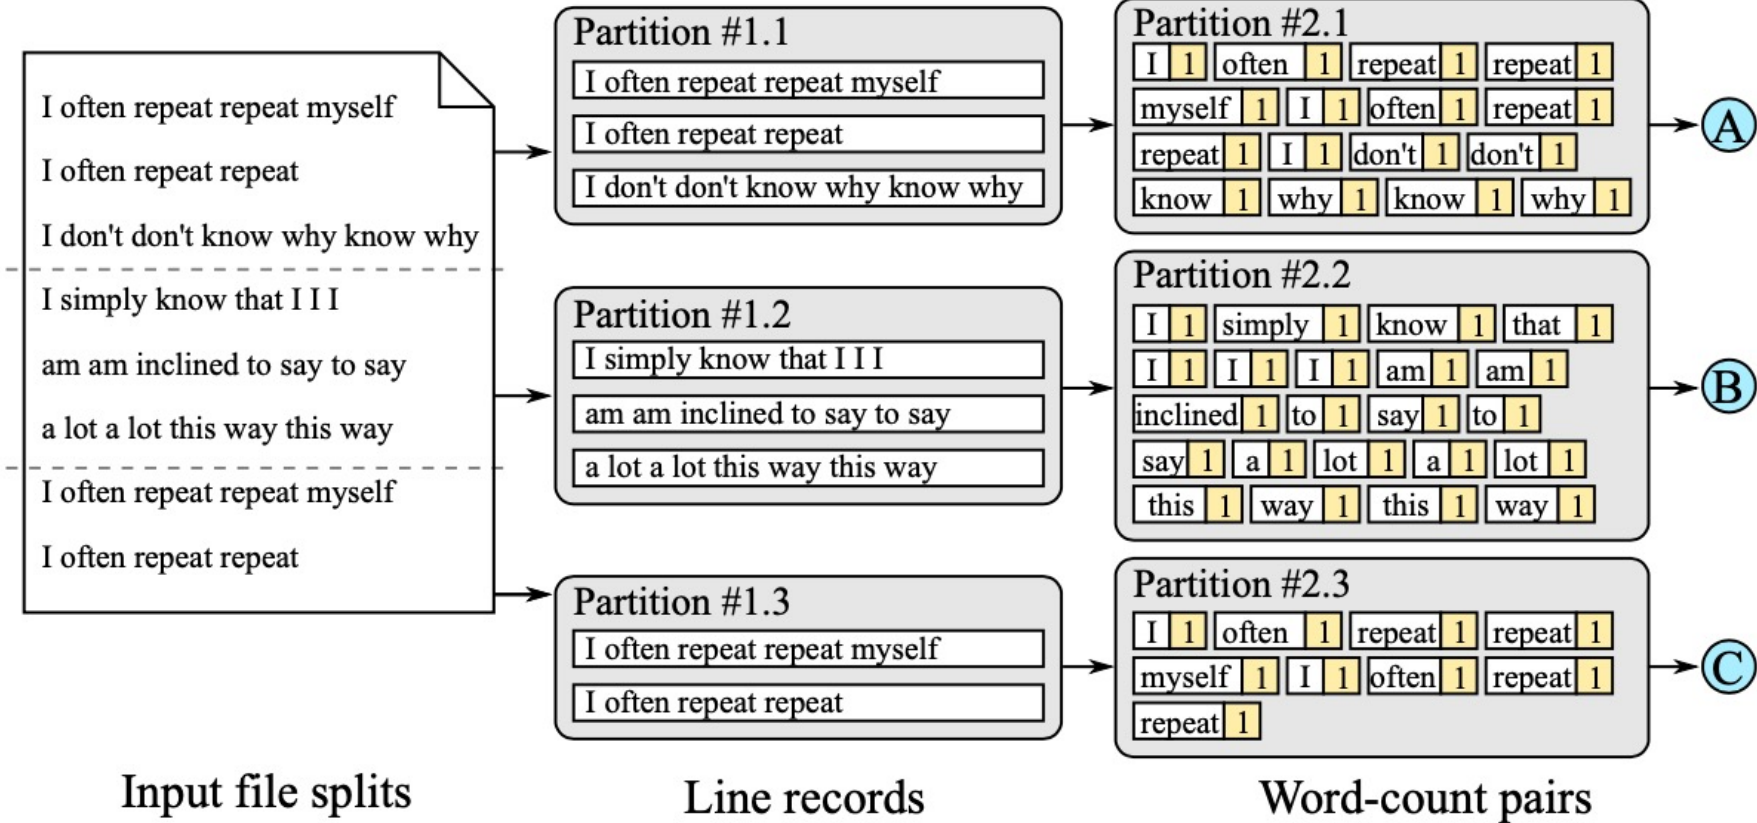 I often repeat repeat myself
I often repeat repeat
I don't don't know why know why
I simply know that I I I
am am inclined to say to say
a lot a lot this way this way
I often repeat repeat myself
I often repeat repeat
Input file splits
Partition #1.1
I often repeat repeat myself
I often repeat repeat
I don't don't know why know why
Partition #1.2
I simply know that I I I
am am inclined to say to say
a lot a lot this way this way
Partition #1.3
I often repeat repeat myself
I often repeat repeat
Line records
Partition #2.1
I 1 often 1 repeat 1 repeat 1
myself 1 I 1 often 1 repeat 1
repeat 1 I 1 don't 1 don't 1
know 1 why 1 know 1 why 1
A
Partition #2.2
I 1 simply 1 know 1 that 1
I 1 I 1 I 1 am 1 am 1
inclined 1 to 1 say 1 to 1
say 1 a 1 lot 1 a 1 lot 1
this 1 way 1 this 1 way 1
B
Partition #2.3
I 1 often 1 repeat 1 repeat 1
myself 1 I 1 often 1 repeat 1
repeat 1
C
Word-count pairs